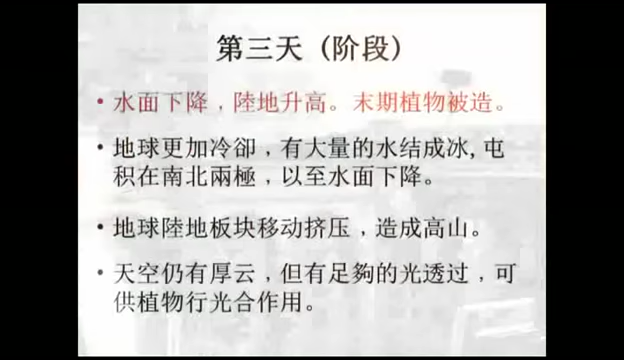 第三天 (阶段)
• 水面下降﹐陸地升高。末期植物被造。
• 地球更加冷卻﹐有大量的水结成冰, 屯
积在南北兩極﹐以至水面下降。
• 地球陸地板块移动挤压﹐造成高山。
• 天空仍有厚云﹐但有足夠的光透过﹐可
供植物行光合作用。